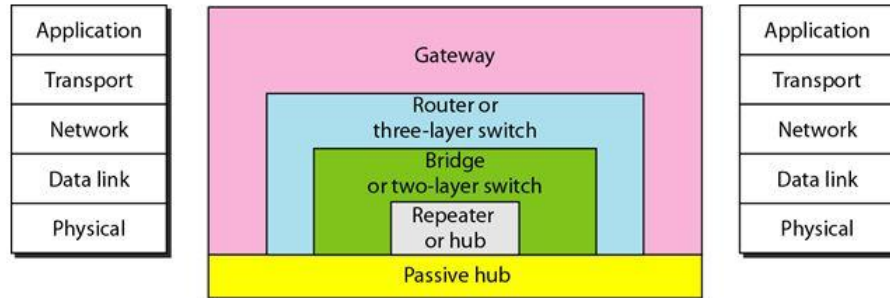 Application
Transport
Network
Data link
Physical
Gateway
Router or
three-layer switch
Bridge
or two-layer switch
Repeater
or hub
Passive hub
Application
Transport
Network
Data link
Physical